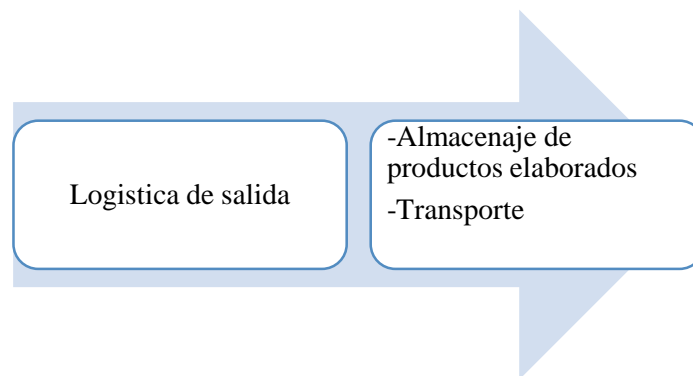 Logistica de salida
-Almacenaje de
productos elaborados
-Transporte